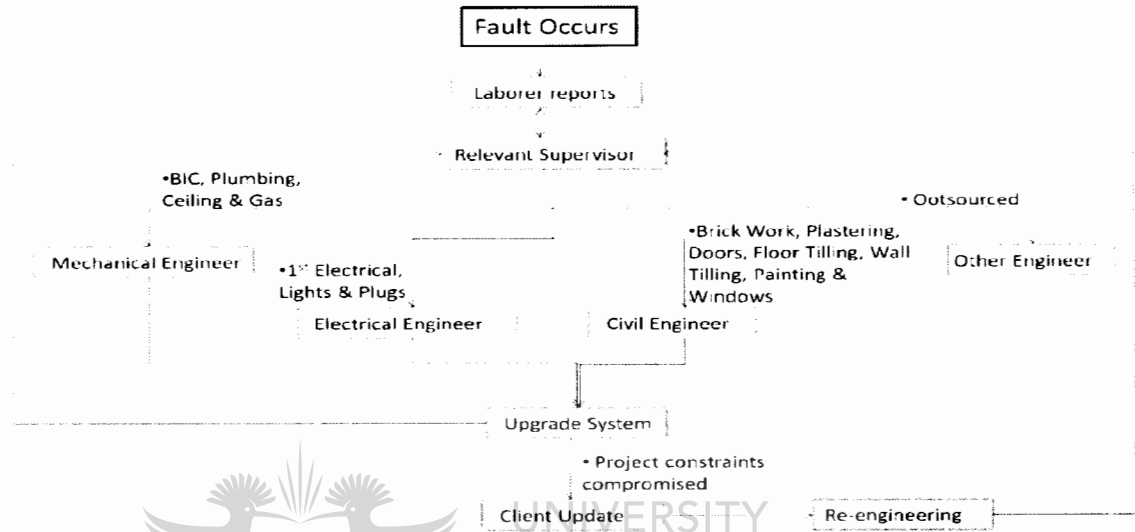 Fault Occurs
Laborer reports
Relevant Supervisor
•BIC, Plumbing,
Ceiling & Gas
• Outsourced
•Brick Work, Plastering,
Doors, Floor Tilling, Wall
Tilling, Painting &
Windows
Mechanical Engineer
•1st Electrical,
Lights & Plugs
Other Engineer
Electrical Engineer
Civil Engineer
Upgrade System
• Project constraints
compromised
UNIVERSITY
Client Update
Re-engineering